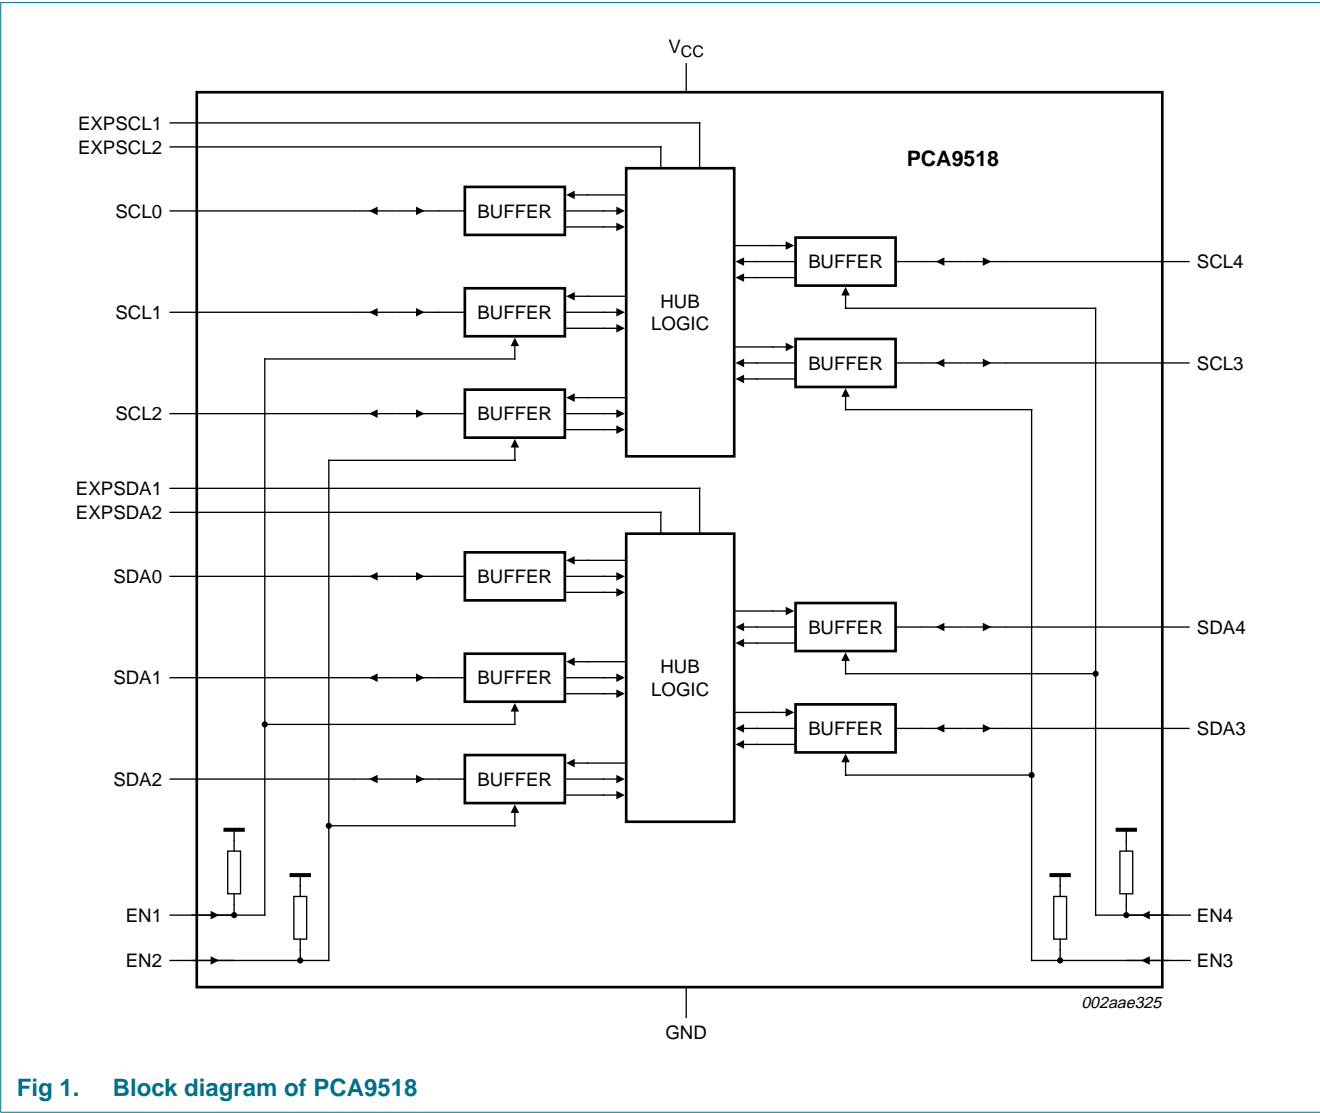 VCC
EXPSCL1
EXPSCL2
PCA9518
SCL0
BUFFER
BUFFER
SCL4
SCL1
BUFFER
HUB
LOGIC
BUFFER
SCL3
SCL2
BUFFER
EXPSDA1
EXPSDA2
SDA0
BUFFER
BUFFER
SDA4
SDA1
BUFFER
HUB
LOGIC
BUFFER
SDA3
SDA2
BUFFER
EN1
EN4
EN2
EN3
002aae325
GND
Fig 1. Block diagram of PCA9518